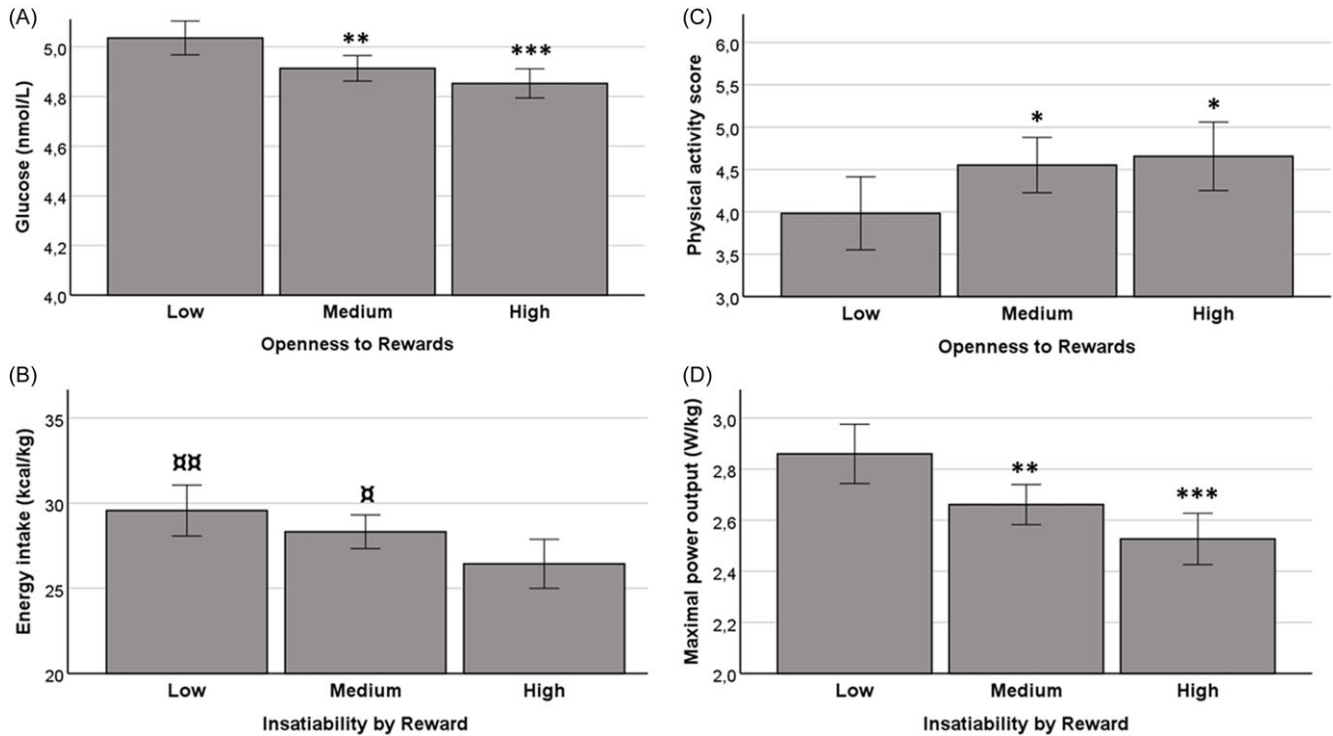 (A)
Glucose (nmol/L)
5,0
4,8
4,6
4,4
4,2
4,0
**
***
Low Medium High
Openness to Rewards
(C)
Physical activity score
6,0
5,5
5,0
4,5
4,0
3,5
3,0
*
*
Low Medium High
Openness to Rewards
(B)
Energy intake (kcal/kg)
35
30
25
20
¤¤
¤
Low Medium High
Insatiability by Reward
(D)
Maximal power output (W/kg)
3,0
2,8
2,6
2,4
2,2
2,0
**
***
Low Medium High
Insatiability by Reward